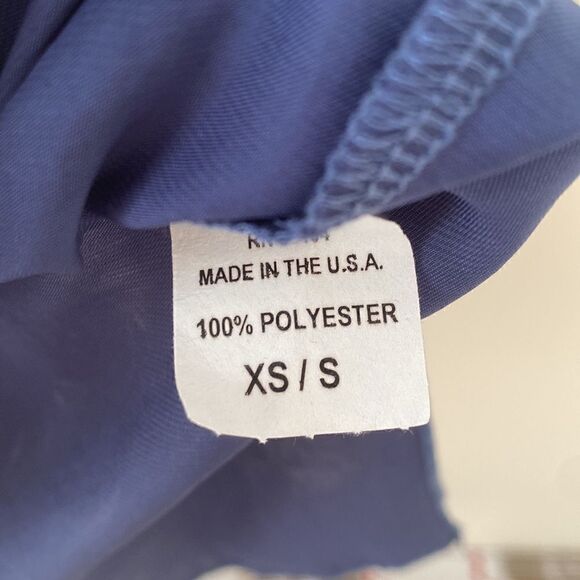 MADE IN THE U.S.A.
100% POLYESTER
XS / S